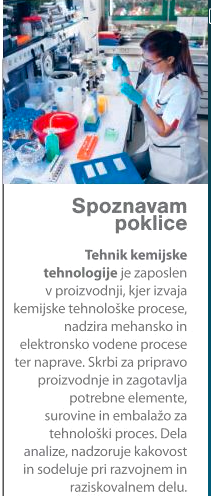 Spoznavam
poklice
Tehnik kemijske
tehnologije je zaposlen
v proizvodnji, kjer izvaja
kemijske tehnološke procese,
nadzira mehansko in
elektronsko vodene procese
ter naprave. Skrbi za pripravo
proizvodnje in zagotavlja
potrebne elemente,
surovine in embalažo za
tehnološki proces. Dela
analize, nadzoruje kakovost
in sodeluje pri razvojnem in
raziskovalnem delu.